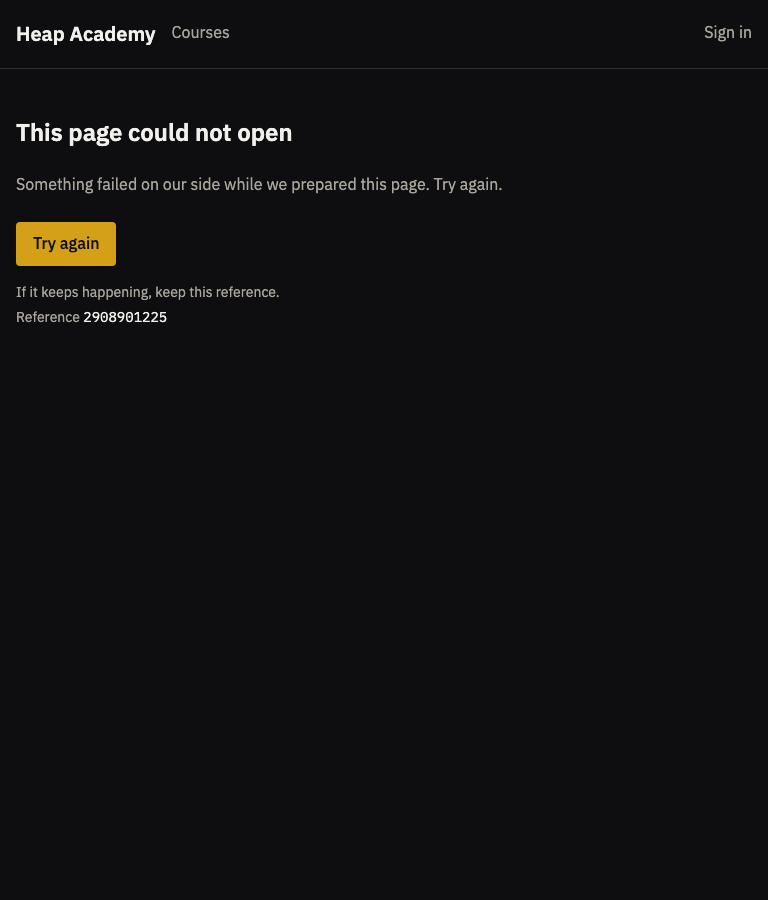 Heap Academy Courses Sign in
This page could not open
Something failed on our side while we prepared this page. Try again.
Try again
If it keeps happening, keep this reference.
Reference 2908901225